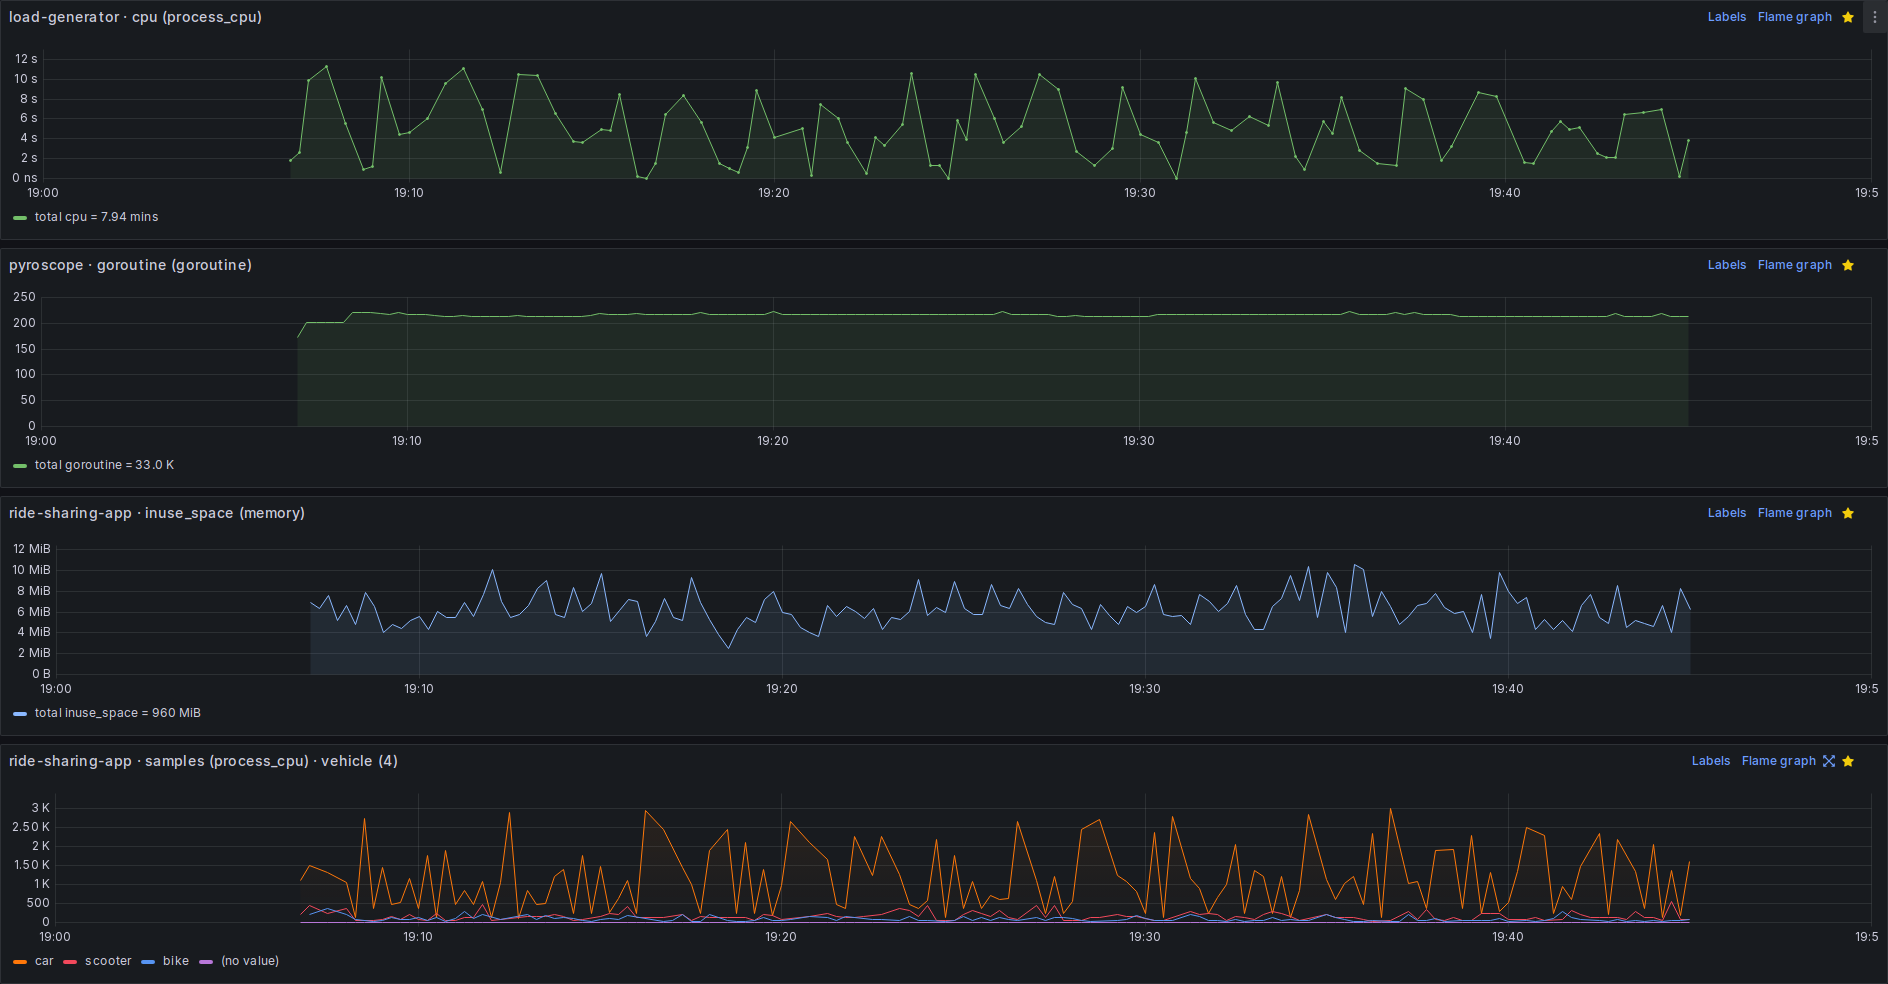 load-generator · cpu (process_cpu) Labels Flame graph
12 s
10 s
8 s
6 s
4 s
2 s
0 ns
19:00 19:10 19:20 19:30 19:40 19:5
total cpu = 7.94 mins
pyroscope · goroutine (goroutine) Labels Flame graph
250
200
150
100
50
0
19:00 19:10 19:20 19:30 19:40 19:5
total goroutine = 33.0 K
ride-sharing-app · inuse_space (memory) Labels Flame graph
12 MiB
10 MiB
8 MiB
6 MiB
4 MiB
2 MiB
0 B
19:00 19:10 19:20 19:30 19:40 19:5
total inuse_space = 960 MiB
ride-sharing-app · samples (process_cpu) · vehicle (4) Labels Flame graph
3 K
2.50 K
2 K
1.50 K
1 K
500
0
19:00 19:10 19:20 19:30 19:40 19:5
car scooter bike (no value)